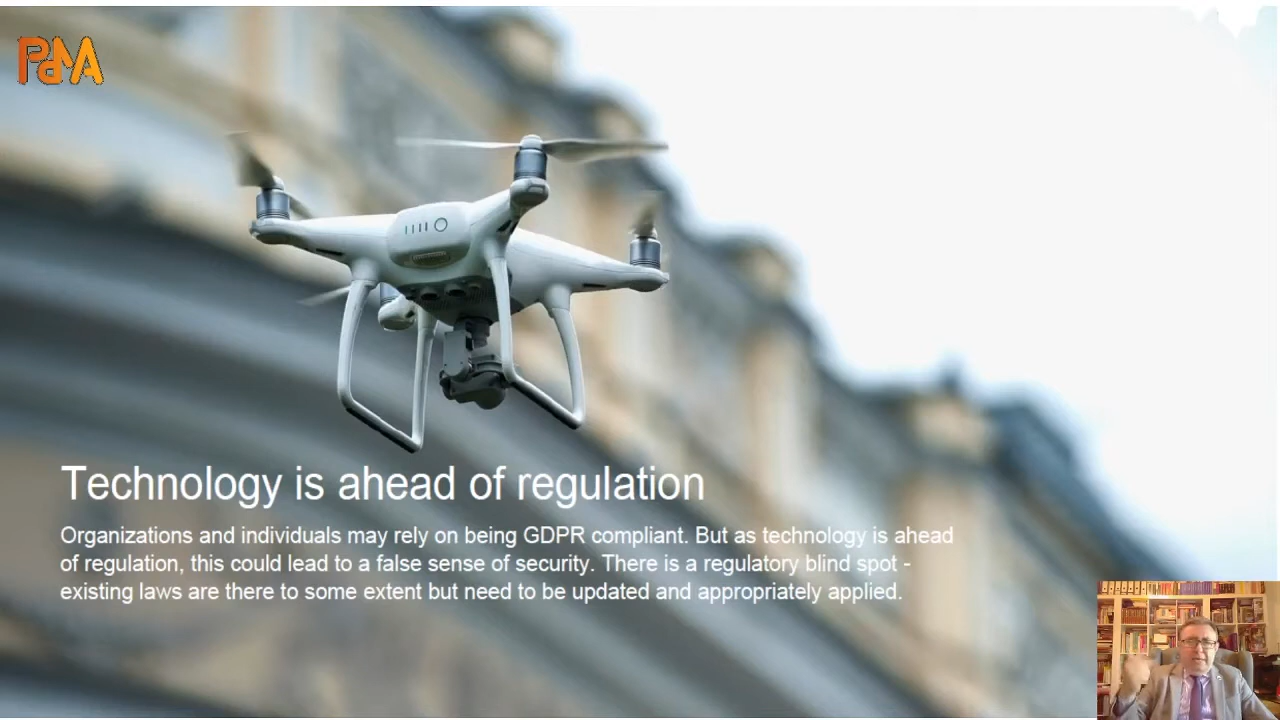 PdMA
Technology is ahead of regulation
Organizations and individuals may rely on being GDPR compliant. But as technology is ahead
of regulation, this could lead to a false sense of security. There is a regulatory blind spot -
existing laws are there to some extent but need to be updated and appropriately applied.